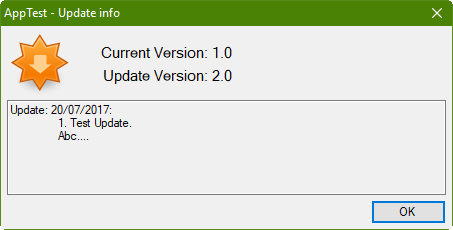 AppTest - Update info
Current Version: 1.0
Update Version: 2.0
Update: 20/07/2017:
1. Test Update.
Abc....
OK